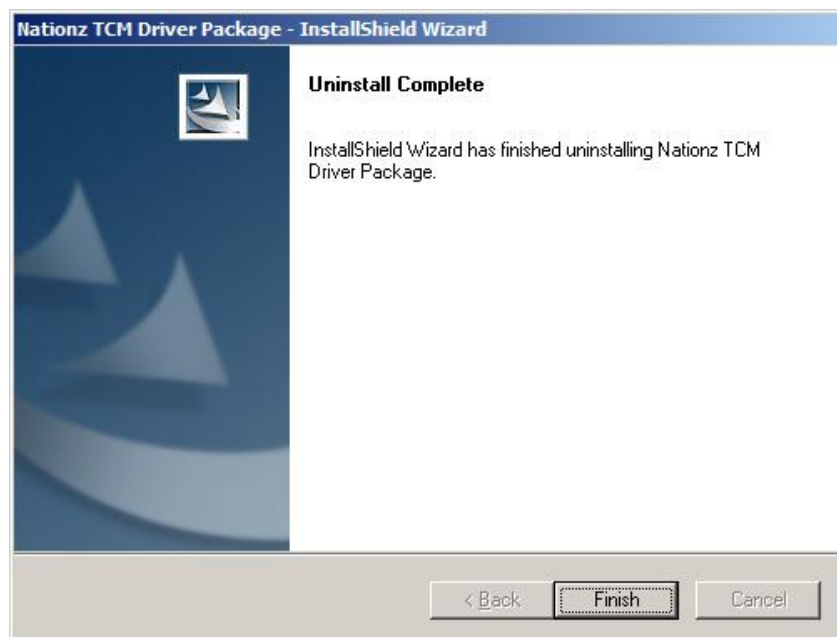 Nationz TCM Driver Package - InstallShield Wizard
Uninstall Complete
InstallShield Wizard has finished uninstalling Nationz TCM
Driver Package.
< Back
Finish
Cancel